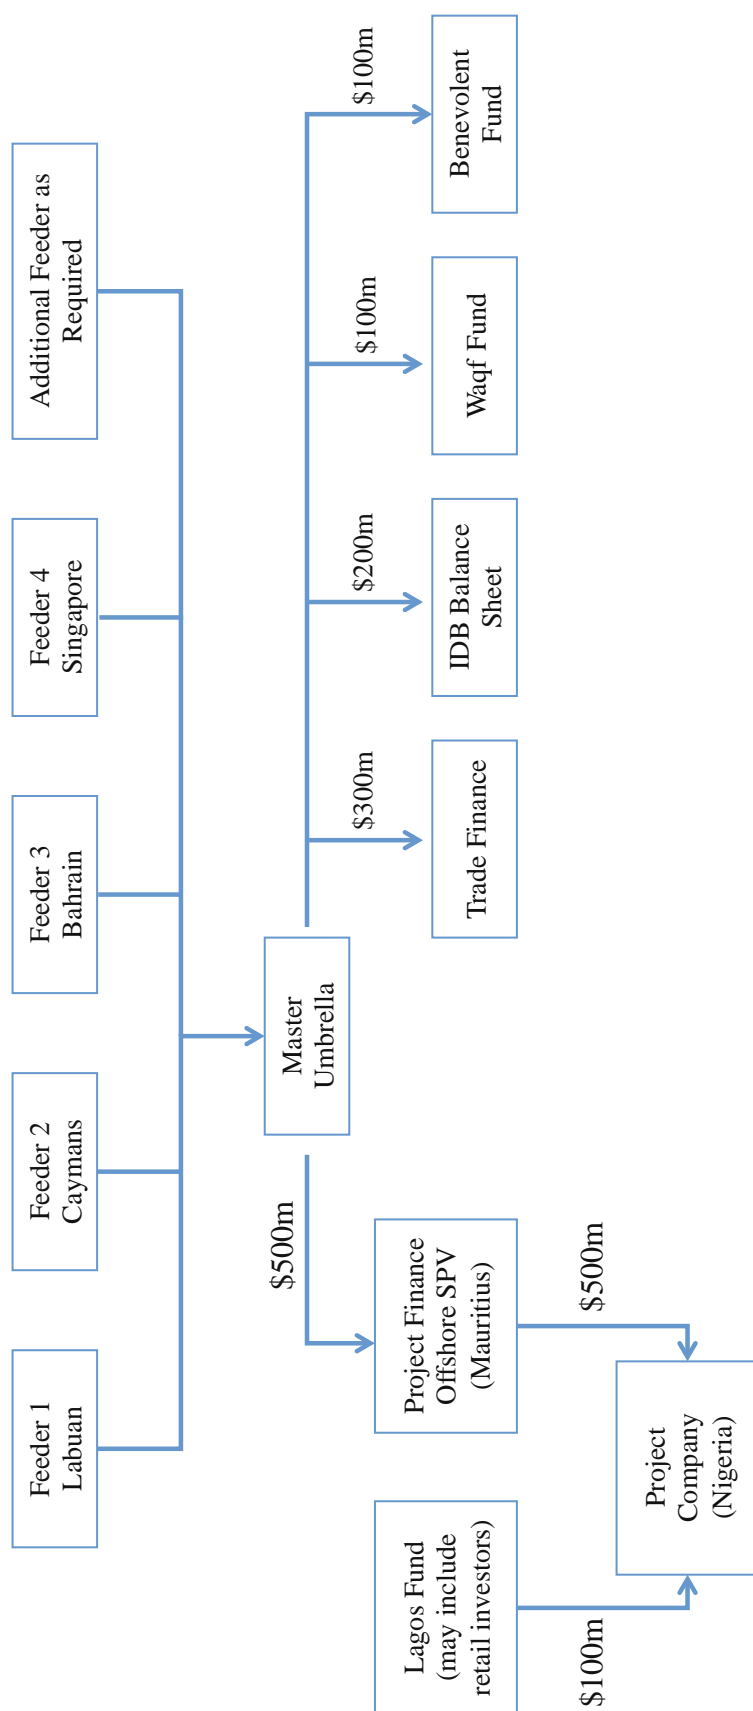 Feeder 1
Labuan
Feeder 2
Caymans
Feeder 3
Bahrain
Feeder 4
Singapore
Additional Feeder as
Required
Master
Umbrella
$500m
$300m
$200m
$100m
$100m
Lagos Fund
(may include
retail investors)
Project Finance
Offshore SPV
(Mauritius)
Trade Finance
IDB Balance
Sheet
Waqf Fund
Benevolent
Fund
$100m
$500m
Project
Company
(Nigeria)